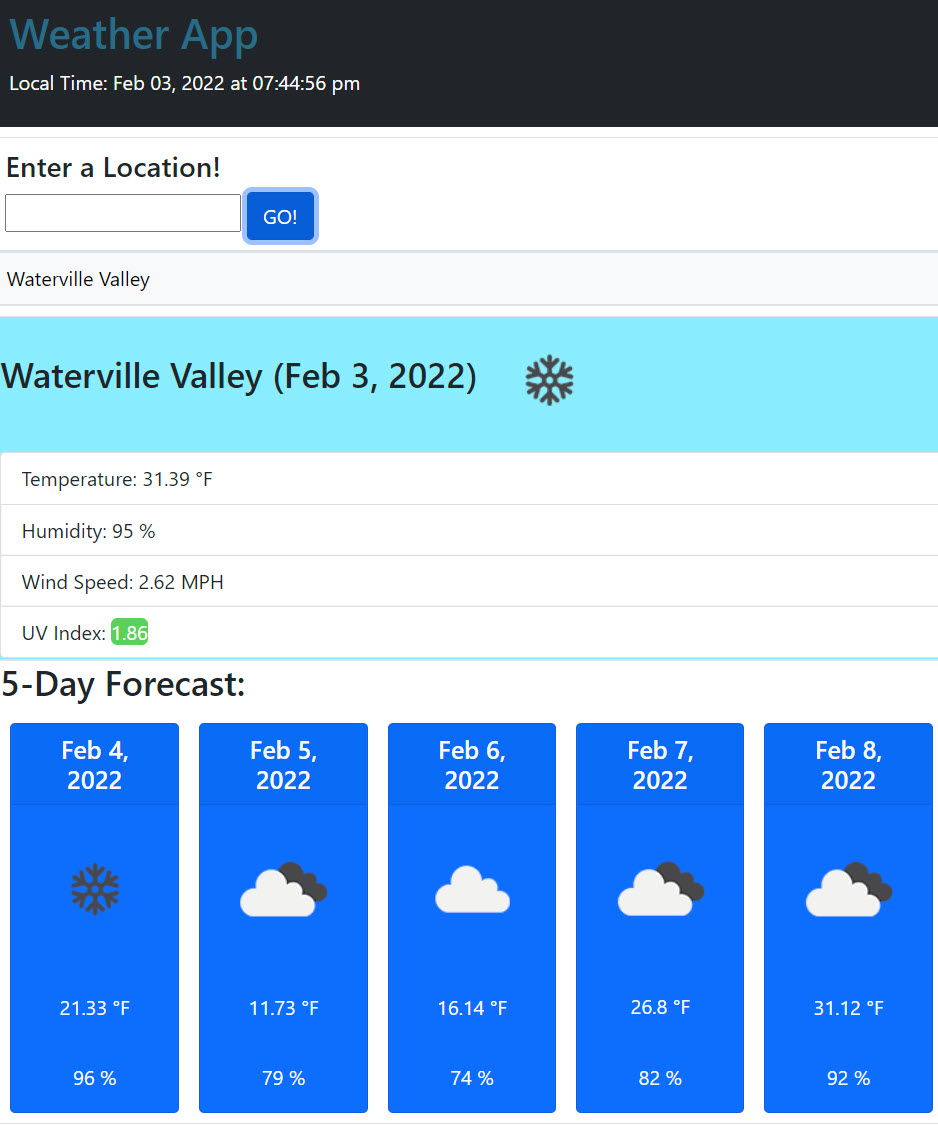 Weather App
Local Time: Feb 03, 2022 at 07:44:56 pm
Enter a Location!
GO!
Waterville Valley
Waterville Valley (Feb 3, 2022)
Temperature: 31.39 °F
Humidity: 95 %
Wind Speed: 2.62 MPH
UV Index: 1.86
5-Day Forecast:
Feb 4,
2022
21.33 °F
96 %
Feb 5,
2022
11.73 °F
79 %
Feb 6,
2022
16.14 °F
74 %
Feb 7,
2022
26.8 °F
82 %
Feb 8,
2022
31.12 °F
92 %